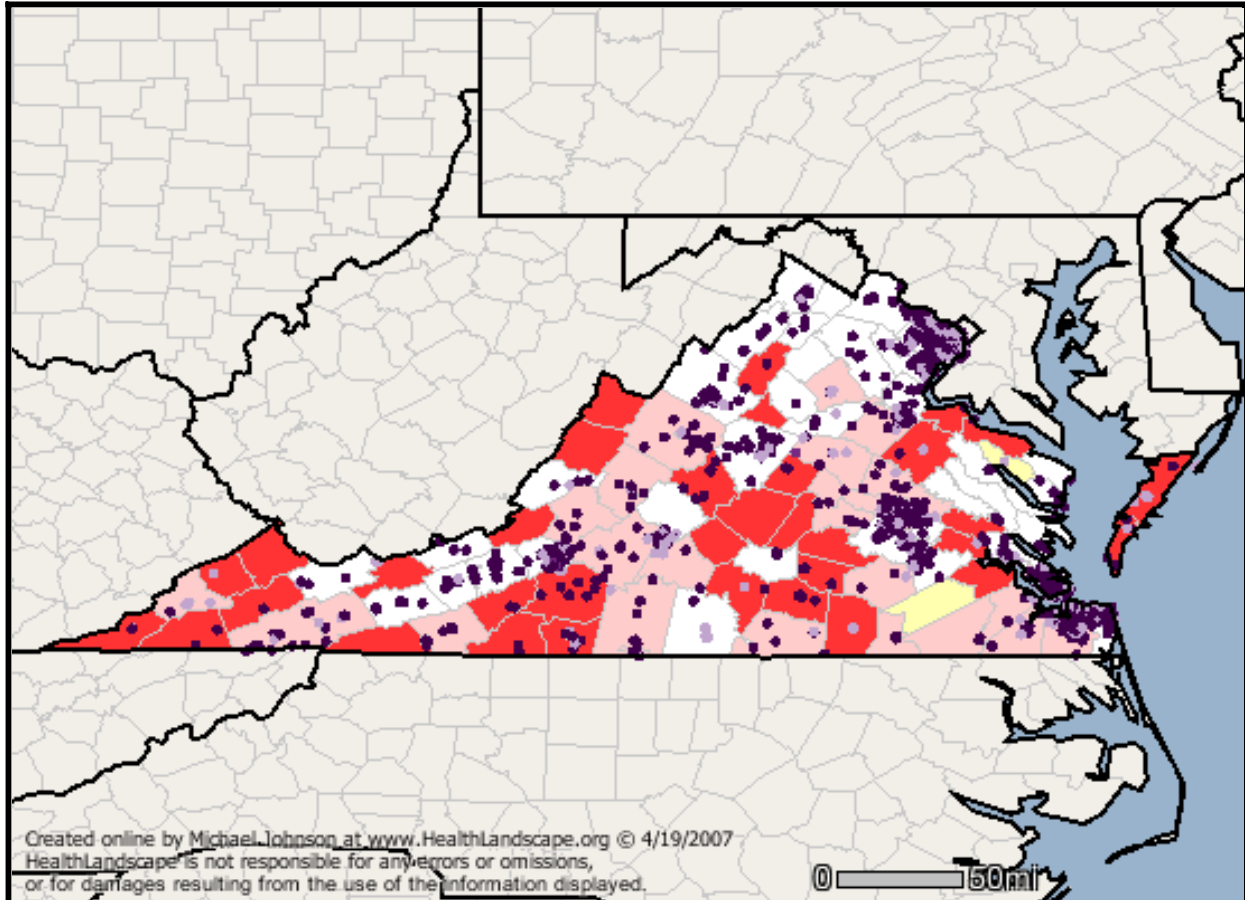 Created online by Michael Johnson at www.HealthLandscape.org © 4/19/2007
HealthLandscape is not responsible for any errors or omissions,
or for damages resulting from the use of the information displayed.
0 50mi